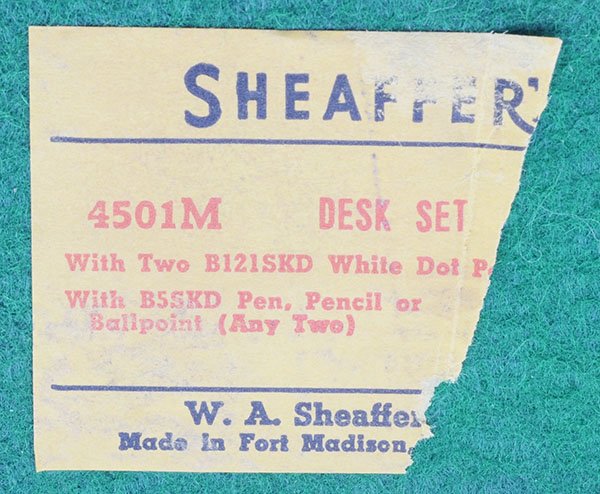 SHEAFFER'
4501M DESK SET
With Two B121SKD White Dot P
With B5SKD Pen, Pencil or
Ballpoint (Any Two)
W. A. Sheaffer
Made in Fort Madison,